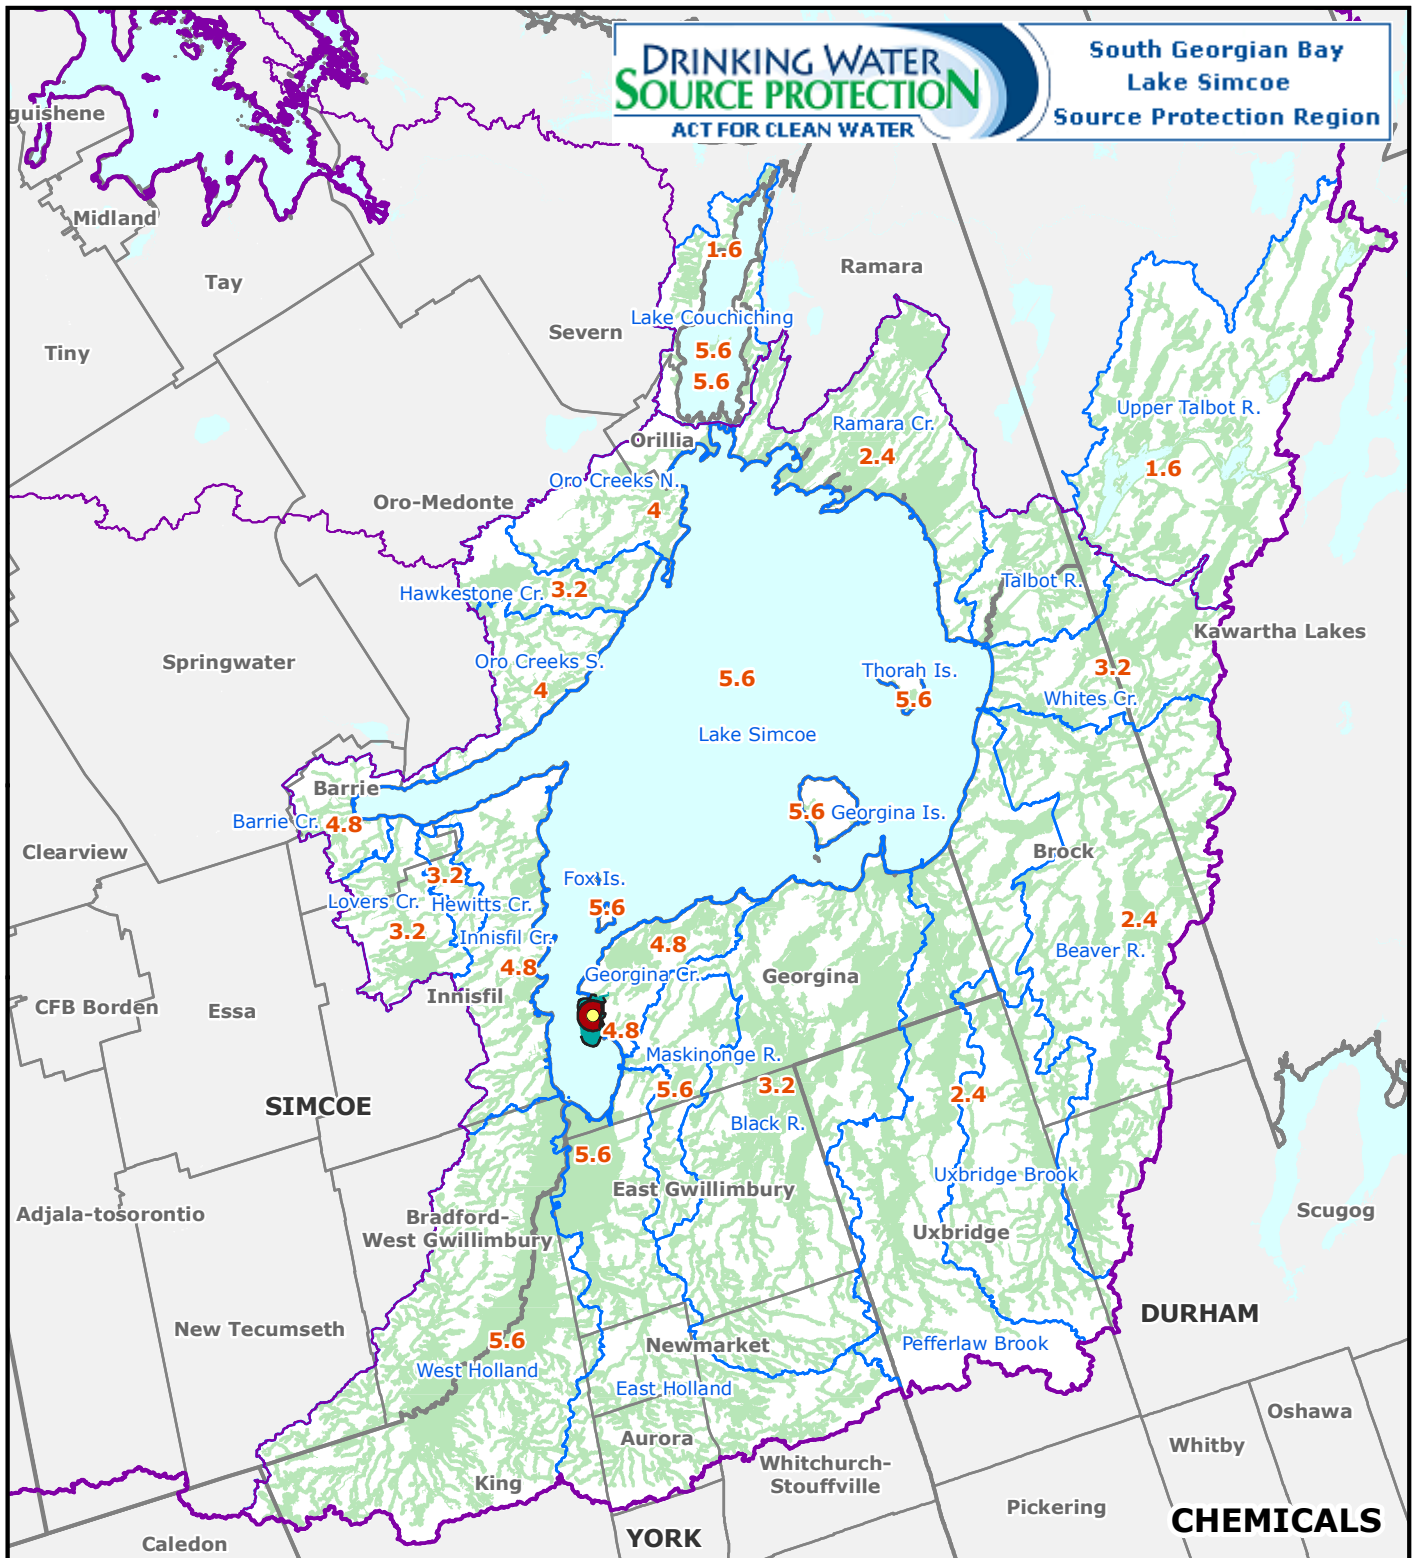 DRINKING WATER
SOURCE PROTECTION
ACT FOR CLEAN WATER
South Georgian Bay
Lake Simcoe
Source Protection Region
guishene
Midland
Tay
Tiny
Severn
Ramara
1.6
Lake Couchiching
5.6
5.6
Orillia
Ramara Cr.
2.4
Upper Talbot R.
1.6
Oro Creeks N.
4
Oro-Medonte
Hawkestone Cr.
3.2
Talbot R.
Kawartha Lakes
Springwater
Oro Creeks S.
4
5.6
Thorah Is.
5.6
3.2
Whites Cr.
Lake Simcoe
Barrie
Barrie Cr.
4.8
5.6
Georgina Is.
Clearview
Brock
3.2
Fox Is.
5.6
Lovers Cr.
Hewitts Cr.
3.2
Innisfil Cr.
4.8
2.4
Beaver R.
4.8
Georgina Cr.
Georgina
Innisfil
CFB Borden
Essa
4.8
Maskinonge R.
5.6
3.2
2.4
SIMCOE
Black R.
5.6
Uxbridge Brook
East Gwillimbury
Adjala-tosorontio
Bradford-
West Gwillimbury
Uxbridge
Scugog
New Tecumseth
DURHAM
5.6
West Holland
Newmarket
Pefferlaw Brook
East Holland
Aurora
Oshawa
Whitby
King
Whitchurch-
Stouffville
Pickering
CHEMICALS
Caledon
YORK